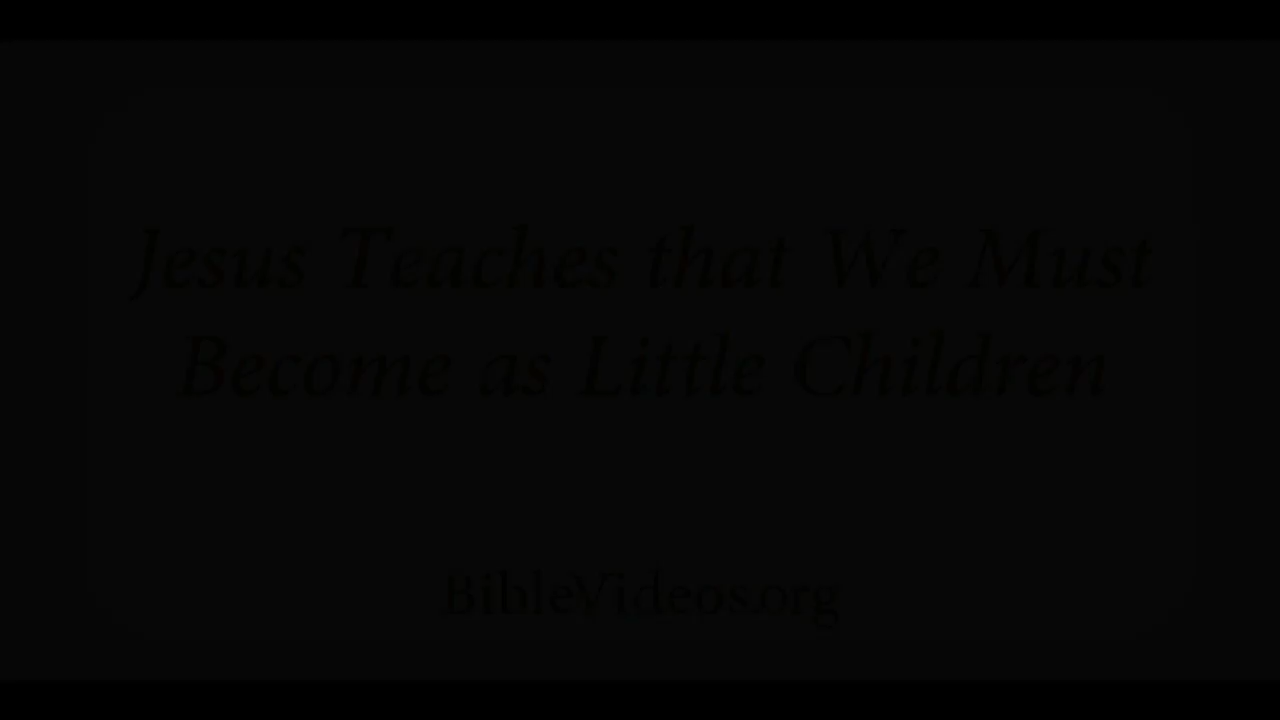 Jesus Teaches that We Must
Become as Little Children
BibleVideos.org